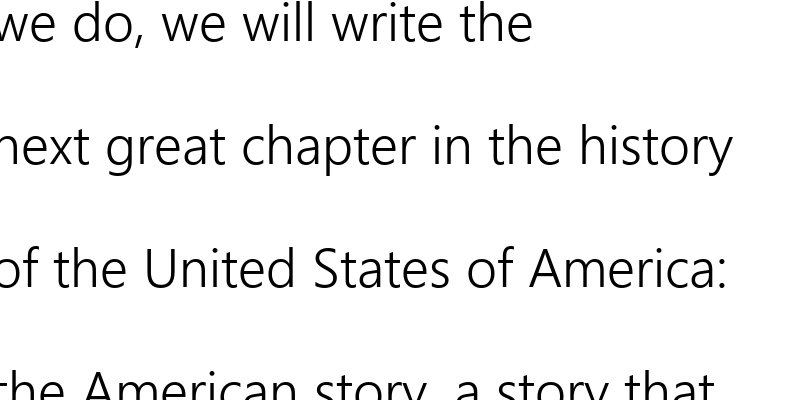 we do, we will write the
next great chapter in the history
of the United States of America:
the American story, a story that